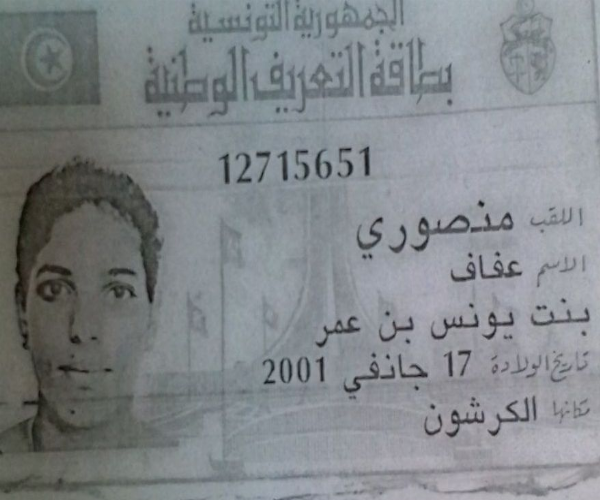 الجمهورية التونسية
بطاقة التعريف الوطنية
12715651
اللقب منصوري
الاسم عفاف
بنت يونس بن عمر
تاريخ الولادة 17 جانفي 2001
مكانها الكرشون